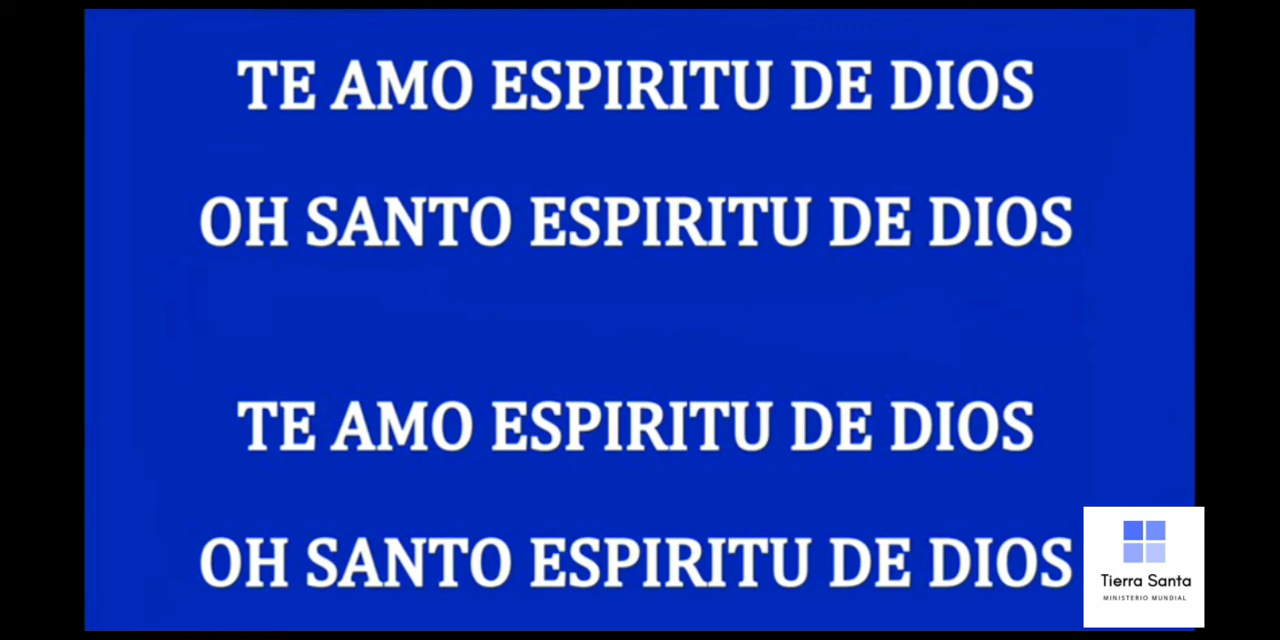 TE AMO ESPIRITU DE DIOS
OH SANTO ESPIRITU DE DIOS
TE AMO ESPIRITU DE DIOS
OH SANTO ESPIRITU DE DIOS
Tierra Santa
MINISTERIO MUNDIAL